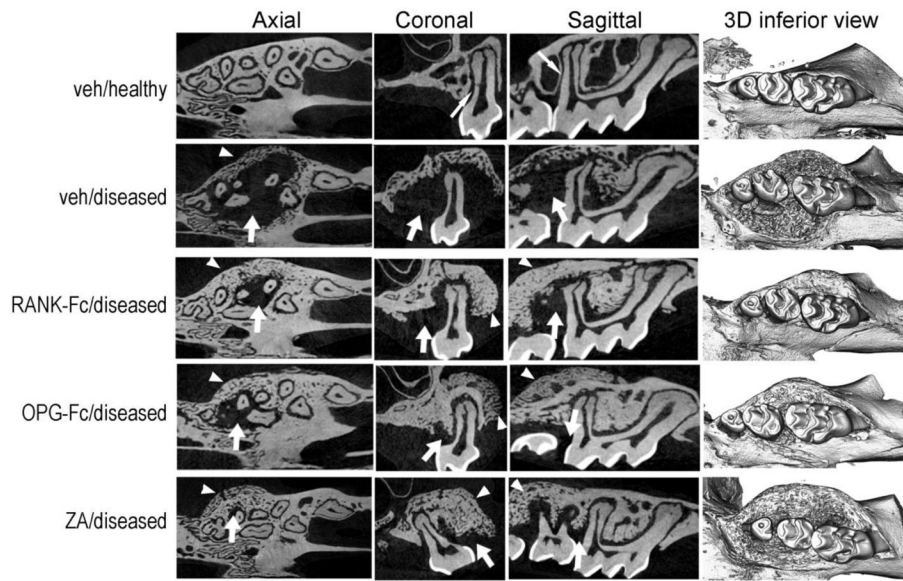 Axial Coronal Sagittal 3D inferior view
veh/healthy
veh/diseased
RANK-Fc/diseased
OPG-Fc/diseased
ZA/diseased